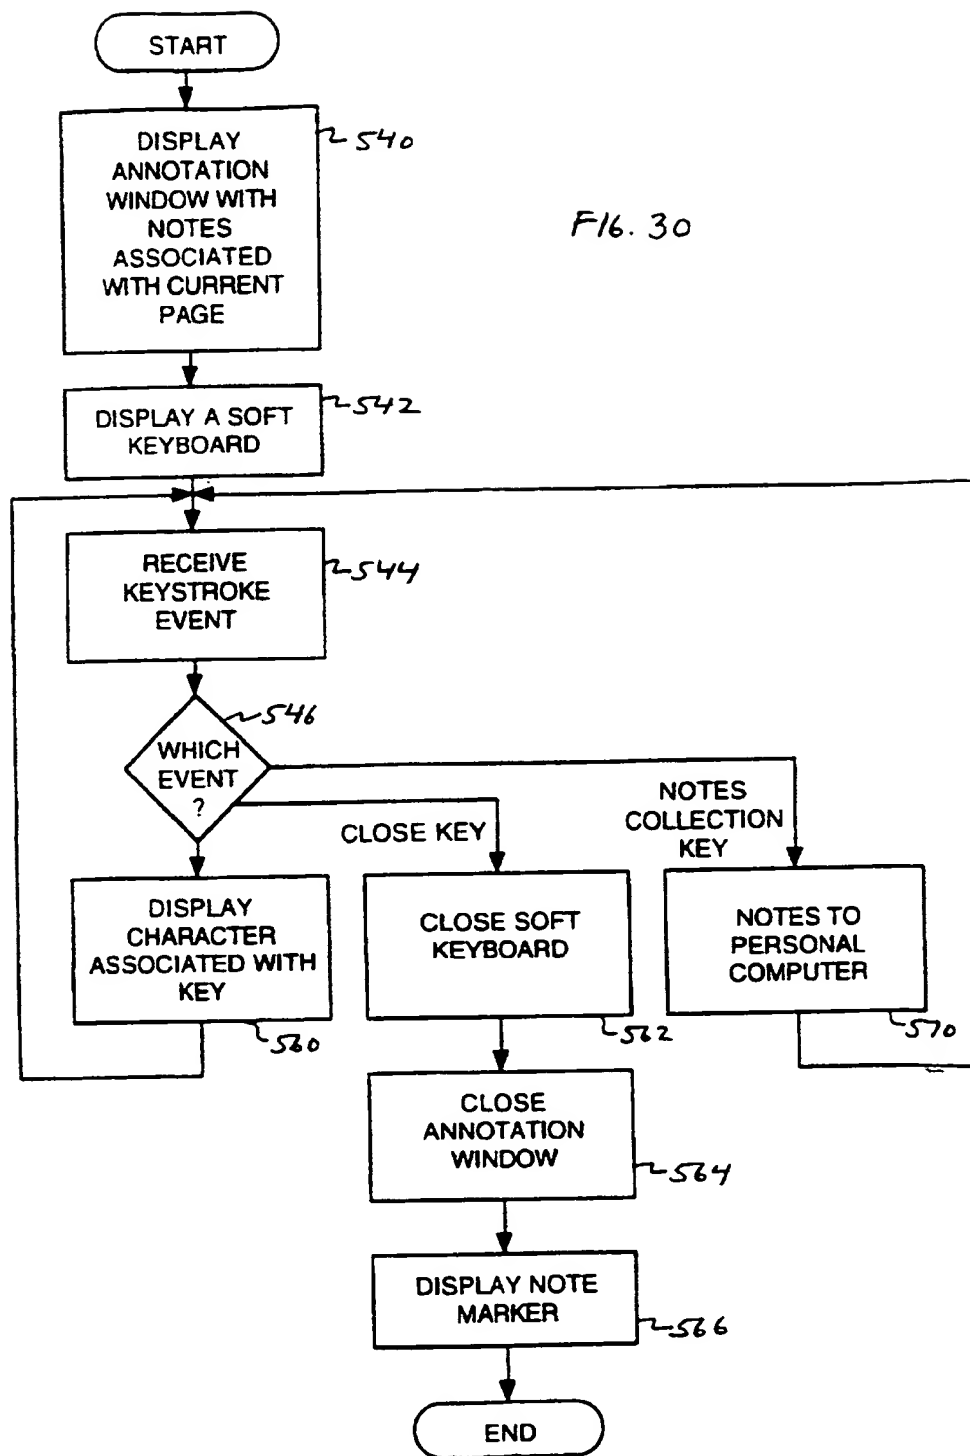 START
DISPLAY
ANNOTATION
WINDOW WITH
NOTES
ASSOCIATED
WITH CURRENT
PAGE
540
FIG. 30
DISPLAY A SOFT
KEYBOARD
542
RECEIVE
KEYSTROKE
EVENT
544
WHICH
EVENT
?
546
CLOSE KEY
NOTES
COLLECTION
KEY
DISPLAY
CHARACTER
ASSOCIATED WITH
KEY
560
CLOSE SOFT
KEYBOARD
562
NOTES TO
PERSONAL
COMPUTER
570
CLOSE
ANNOTATION
WINDOW
564
DISPLAY NOTE
MARKER
566
END